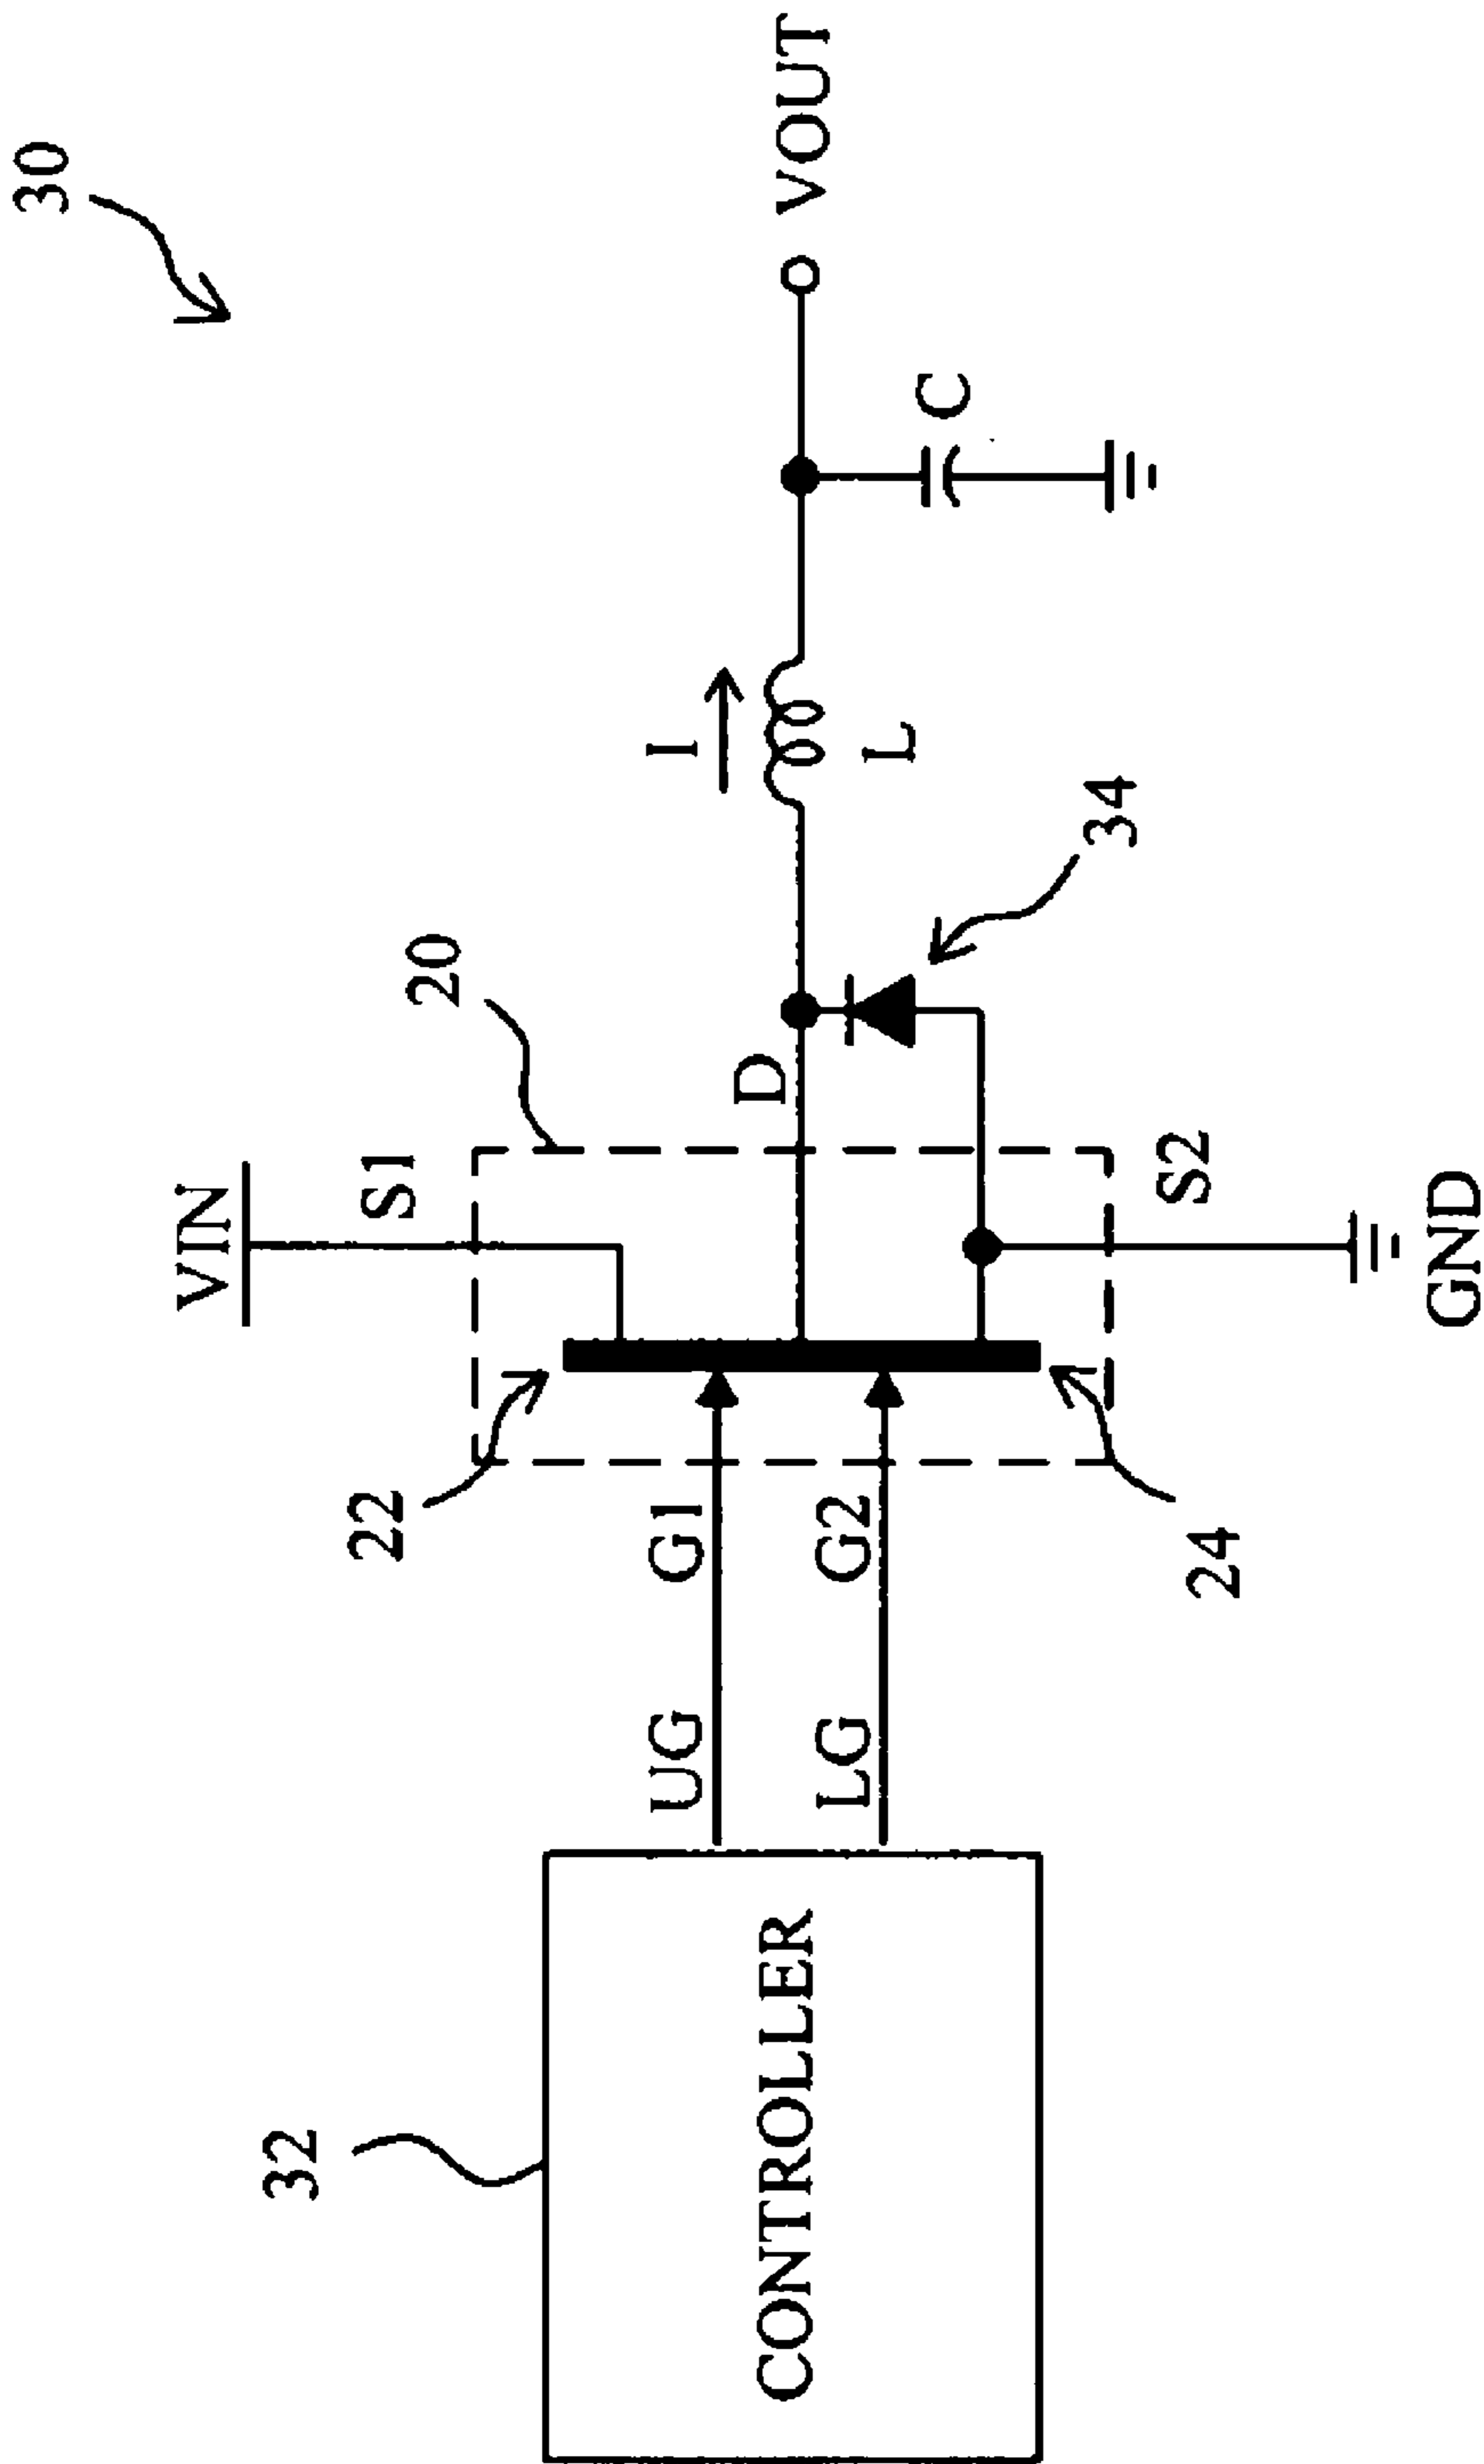 30
VIN
S1
20
22
I
D
VOUT
32
UG
G1
L
CONTROLLER
LG
G2
34
C
24
S2
GND